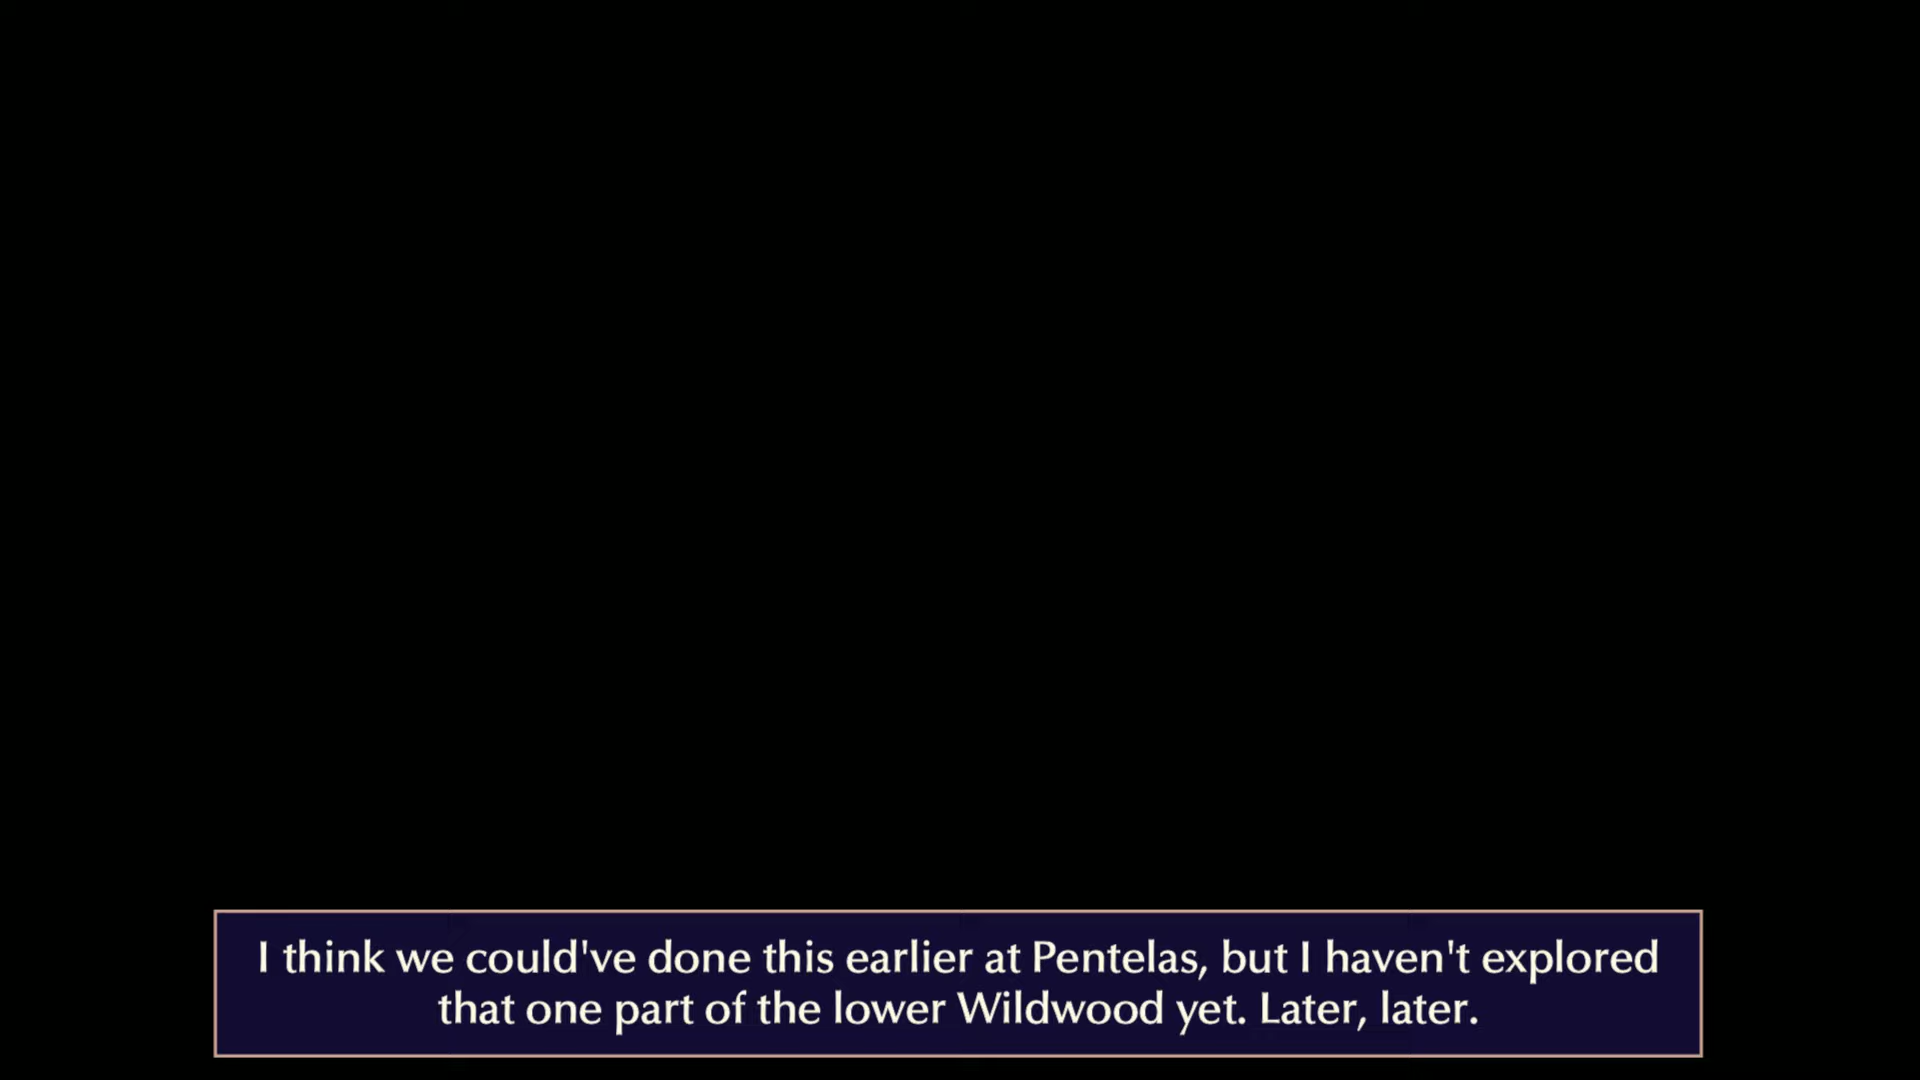 I think we could've done this earlier at Pentelas, but I haven't explored
that one part of the lower Wildwood yet. Later, later.